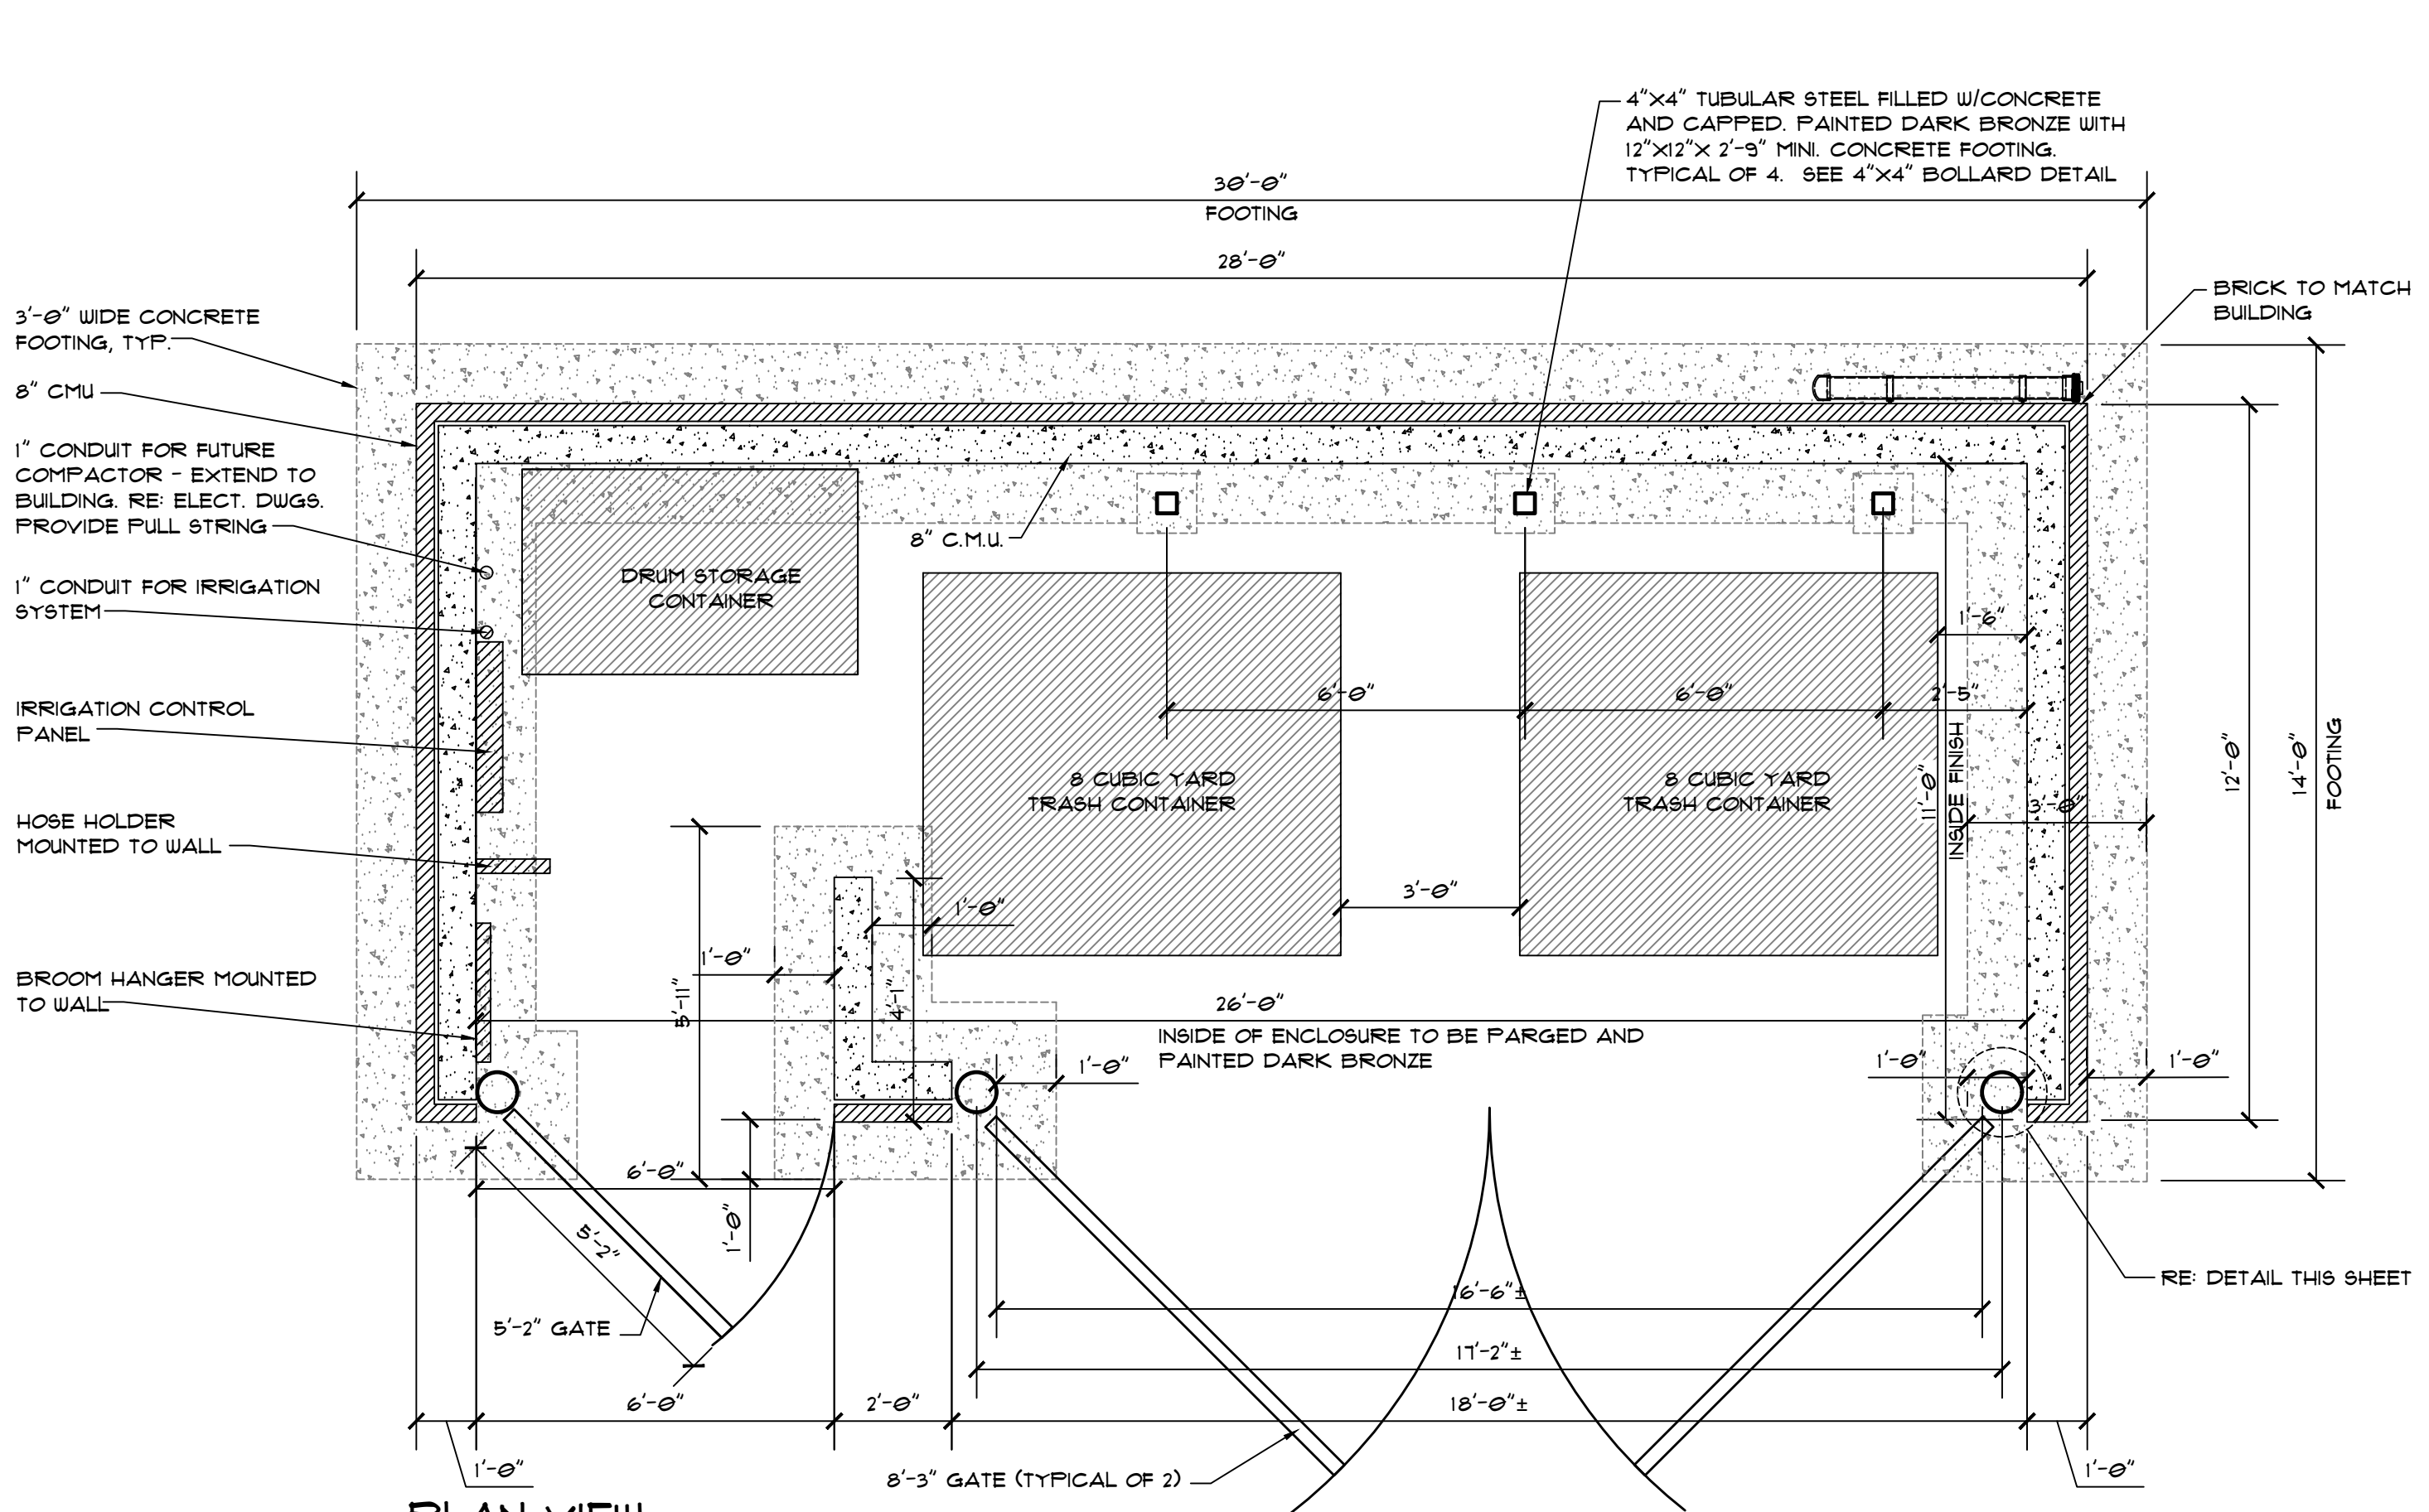 4"X4" TUBULAR STEEL FILLED W/CONCRETE
AND CAPPED. PAINTED DARK BRONZE WITH
12"X12"X 2'-9" MINI. CONCRETE FOOTING.
TYPICAL OF 4. SEE 4"X4" BOLLARD DETAIL
30'-0"
FOOTING
28'-0"
BRICK TO MATCH
BUILDING
3'-0" WIDE CONCRETE
FOOTING, TYP.
8" CMU
1" CONDUIT FOR FUTURE
COMPACTOR - EXTEND TO
BUILDING. RE: ELECT. DWGS.
PROVIDE PULL STRING
1" CONDUIT FOR IRRIGATION
SYSTEM
IRRIGATION CONTROL
PANEL
HOSE HOLDER
MOUNTED TO WALL
BROOM HANGER MOUNTED
TO WALL
8" C.M.U.
DRUM STORAGE
CONTAINER
1'-6"
6'-0"
6'-0"
2'-5"
8 CUBIC YARD
TRASH CONTAINER
8 CUBIC YARD
TRASH CONTAINER
11'-0"
INSIDE FINISH
3'-0"
12'-0"
14'-0"
FOOTING
3'-0"
1'-0"
1'-0"
5'-11"
4'-1"
26'-0"
INSIDE OF ENCLOSURE TO BE PARGED AND
PAINTED DARK BRONZE
1'-0"
1'-0"
1'-0"
6'-0"
1'-0"
5'-2"
5'-2" GATE
16'-6"±
17'-2"±
RE: DETAIL THIS SHEET
6'-0"
2'-0"
18'-0"±
1'-0"
8'-3" GATE (TYPICAL OF 2)
1'-0"
PLAN VIEW